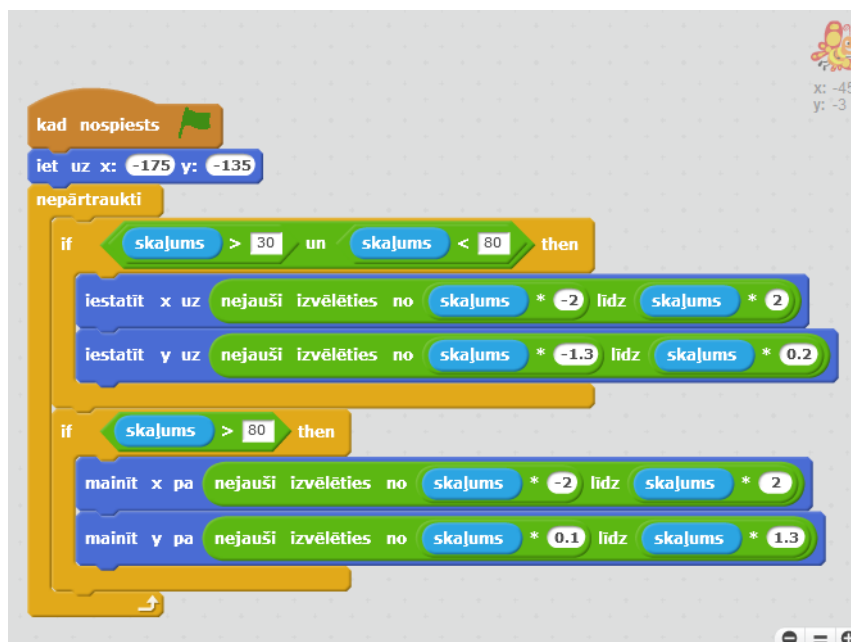 x: -45
y: -3
kad nospiests
iet uz x: -175 y: -135
nepārtraukti
if skaļums > 30 un skaļums < 80 then
iestatīt x uz nejauši izvēlēties no skaļums * -2 līdz skaļums * 2
iestatīt y uz nejauši izvēlēties no skaļums * -1.3 līdz skaļums * 0.2
if skaļums > 80 then
mainīt x pa nejauši izvēlēties no skaļums * -2 līdz skaļums * 2
mainīt y pa nejauši izvēlēties no skaļums * 0.1 līdz skaļums * 1.3